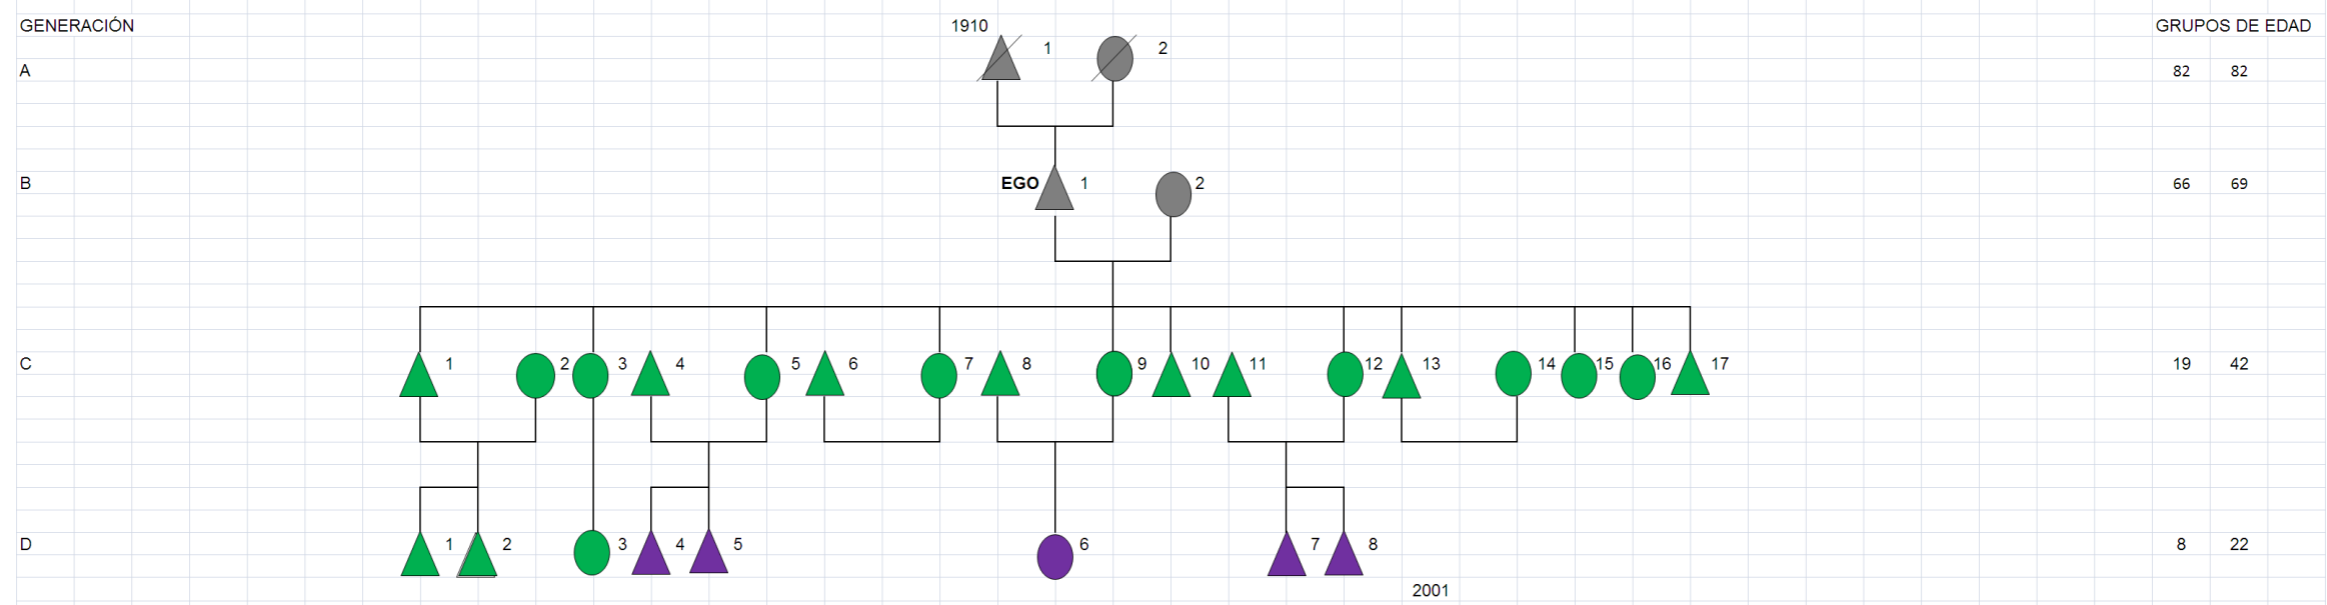 GENERACIÓN 1910 GRUPOS DE EDAD
1 2
A 82 82
B EGO 1 2 66 69
C 1 2 3 4 5 6 7 8 9 10 11 12 13 14 15 16 17 19 42
D 1 2 3 4 5 6 7 8 8 22
2001